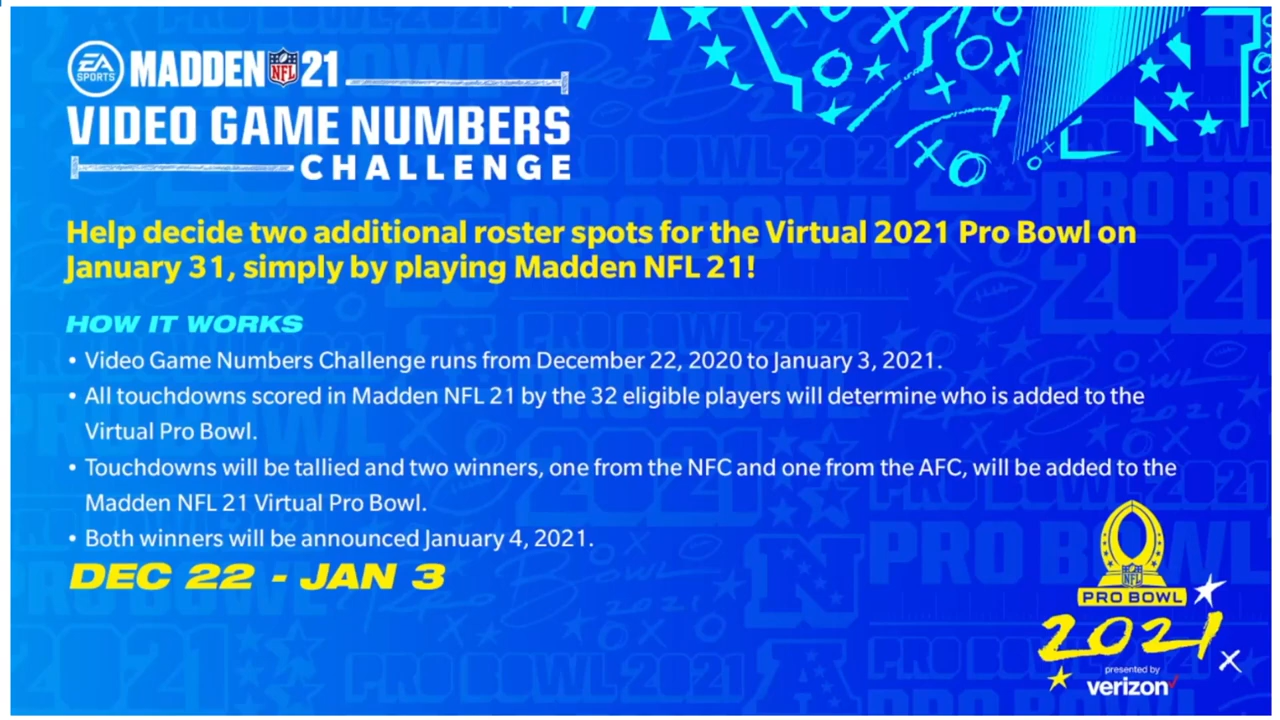 EA SPORTS MADDEN NFL 21
VIDEO GAME NUMBERS
CHALLENGE
Help decide two additional roster spots for the Virtual 2021 Pro Bowl on
January 31, simply by playing Madden NFL 21!
HOW IT WORKS
• Video Game Numbers Challenge runs from December 22, 2020 to January 3, 2021.
• All touchdowns scored in Madden NFL 21 by the 32 eligible players will determine who is added to the
Virtual Pro Bowl.
• Touchdowns will be tallied and two winners, one from the NFC and one from the AFC, will be added to the
Madden NFL 21 Virtual Pro Bowl.
• Both winners will be announced January 4, 2021.
DEC 22 - JAN 3
NFL
PRO BOWL
2021
presented by
verizon